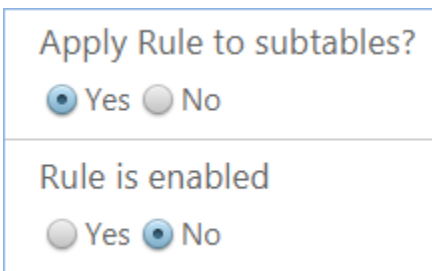 Apply Rule to subtables?
Yes No
Rule is enabled
Yes No